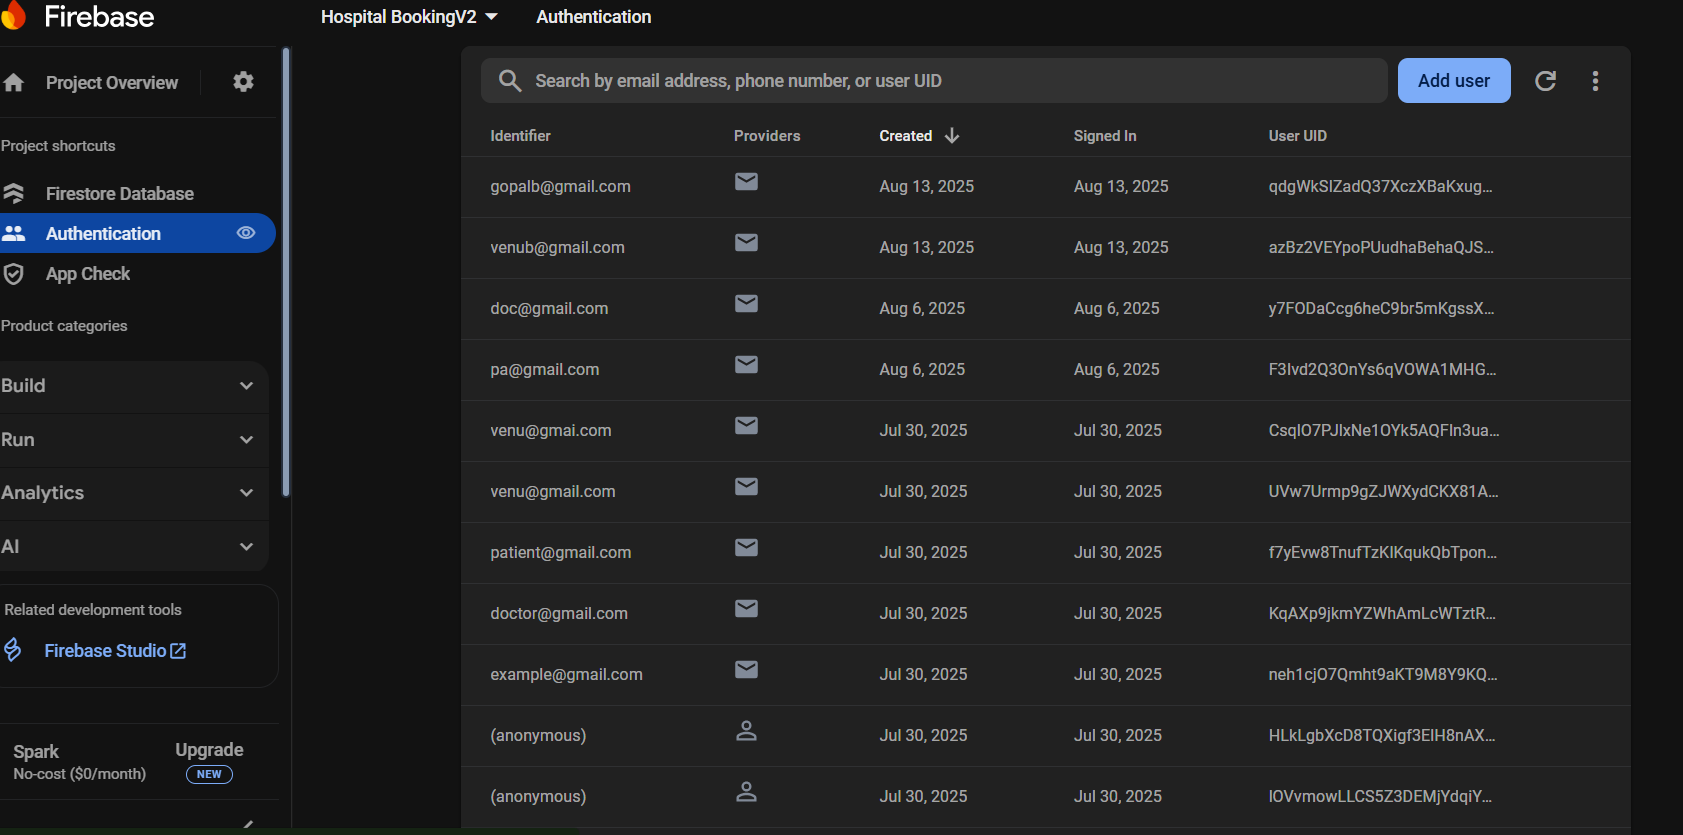 Firebase
Hospital BookingV2 Authentication
Project Overview
Project shortcuts
Firestore Database
Authentication
App Check
Product categories
Build
Run
Analytics
AI
Related development tools
Firebase Studio
Spark
No-cost ($0/month)
Upgrade
NEW
Search by email address, phone number, or user UID
Add user
Identifier Providers Created Signed In User UID
gopalb@gmail.com Aug 13, 2025 Aug 13, 2025 qdgWkSlZadQ37XczXBaKxug...
venub@gmail.com Aug 13, 2025 Aug 13, 2025 azBz2VEYpoPUudhaBehaQJS...
doc@gmail.com Aug 6, 2025 Aug 6, 2025 y7FODaCcg6heC9br5mKgssX...
pa@gmail.com Aug 6, 2025 Aug 6, 2025 F3Ivd2Q3OnYs6qVOWA1MHG...
venu@gmai.com Jul 30, 2025 Jul 30, 2025 CsqlO7PJlxNe1OYk5AQFIn3ua...
venu@gmail.com Jul 30, 2025 Jul 30, 2025 UVw7Urmp9gZJWXydCKX81A...
patient@gmail.com Jul 30, 2025 Jul 30, 2025 f7yEvw8TnufTzKlKqukQbTpon...
doctor@gmail.com Jul 30, 2025 Jul 30, 2025 KqAXp9jkmYZWhAmLcWTztR...
example@gmail.com Jul 30, 2025 Jul 30, 2025 neh1cjO7Qmht9aKT9M8Y9KQ...
(anonymous) Jul 30, 2025 Jul 30, 2025 HLkLgbXcD8TQXigf3ElH8nAX...
(anonymous) Jul 30, 2025 Jul 30, 2025 lOVvmowLLCS5Z3DEMjYdqiY...